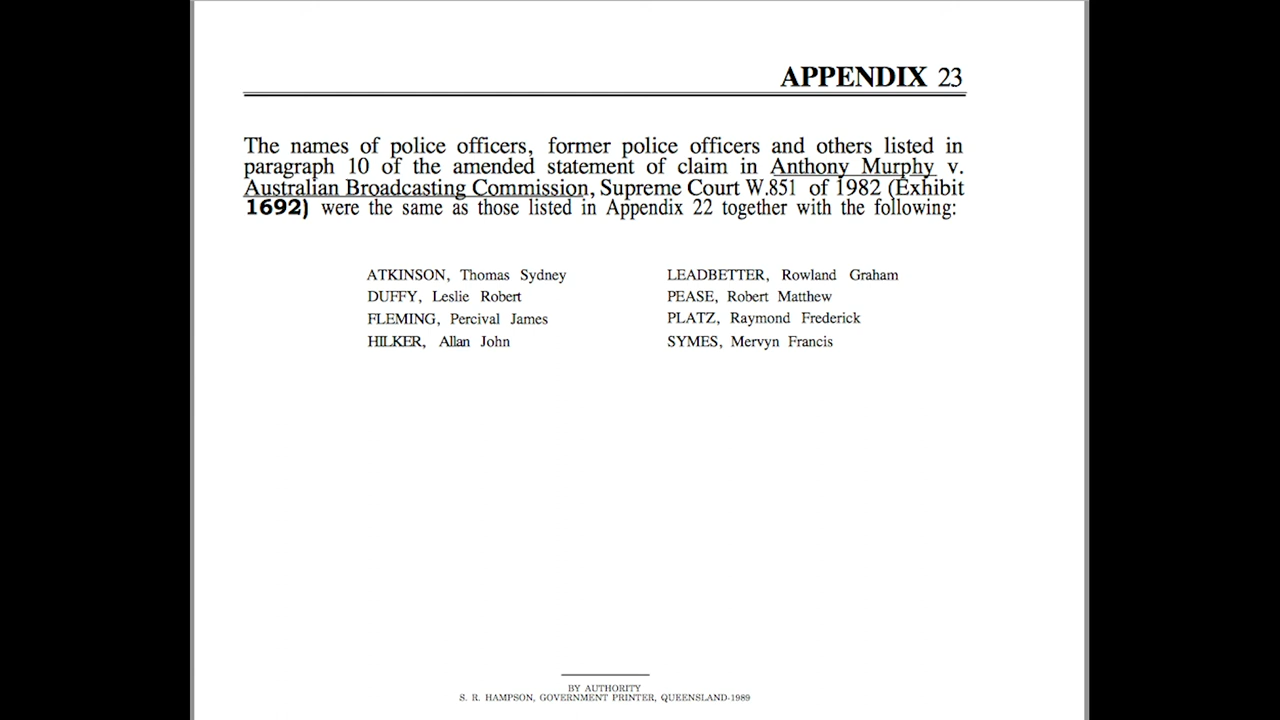 APPENDIX 23
The names of police officers, former police officers and others listed in
paragraph 10 of the amended statement of claim in Anthony Murphy v.
Australian Broadcasting Commission, Supreme Court W.851 of 1982 (Exhibit
1692) were the same as those listed in Appendix 22 together with the following:
ATKINSON, Thomas Sydney
DUFFY, Leslie Robert
FLEMING, Percival James
HILKER, Allan John
LEADBETTER, Rowland Graham
PEASE, Robert Matthew
PLATZ, Raymond Frederick
SYMES, Mervyn Francis
BY AUTHORITY
S. R. HAMPSON, GOVERNMENT PRINTER, QUEENSLAND-1989